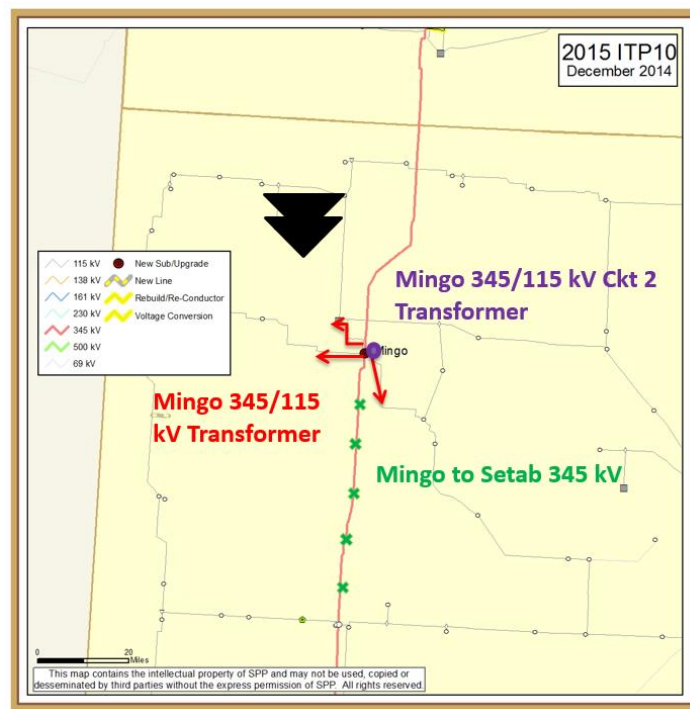 2015 ITP10
December 2014
115 kV
138 kV
161 kV
230 kV
345 kV
500 kV
69 kV
New Sub/Upgrade
New Line
Rebuild/Re-Conductor
Voltage Conversion
Mingo 345/115 kV Ckt 2
Transformer
Mingo
Mingo 345/115
kV Transformer
Mingo to Setab 345 kV
0
20
Miles
This map contains the intellectual property of SPP and may not be used, copied or
desseminated by third parties without the express permission of SPP. All rights reserved.